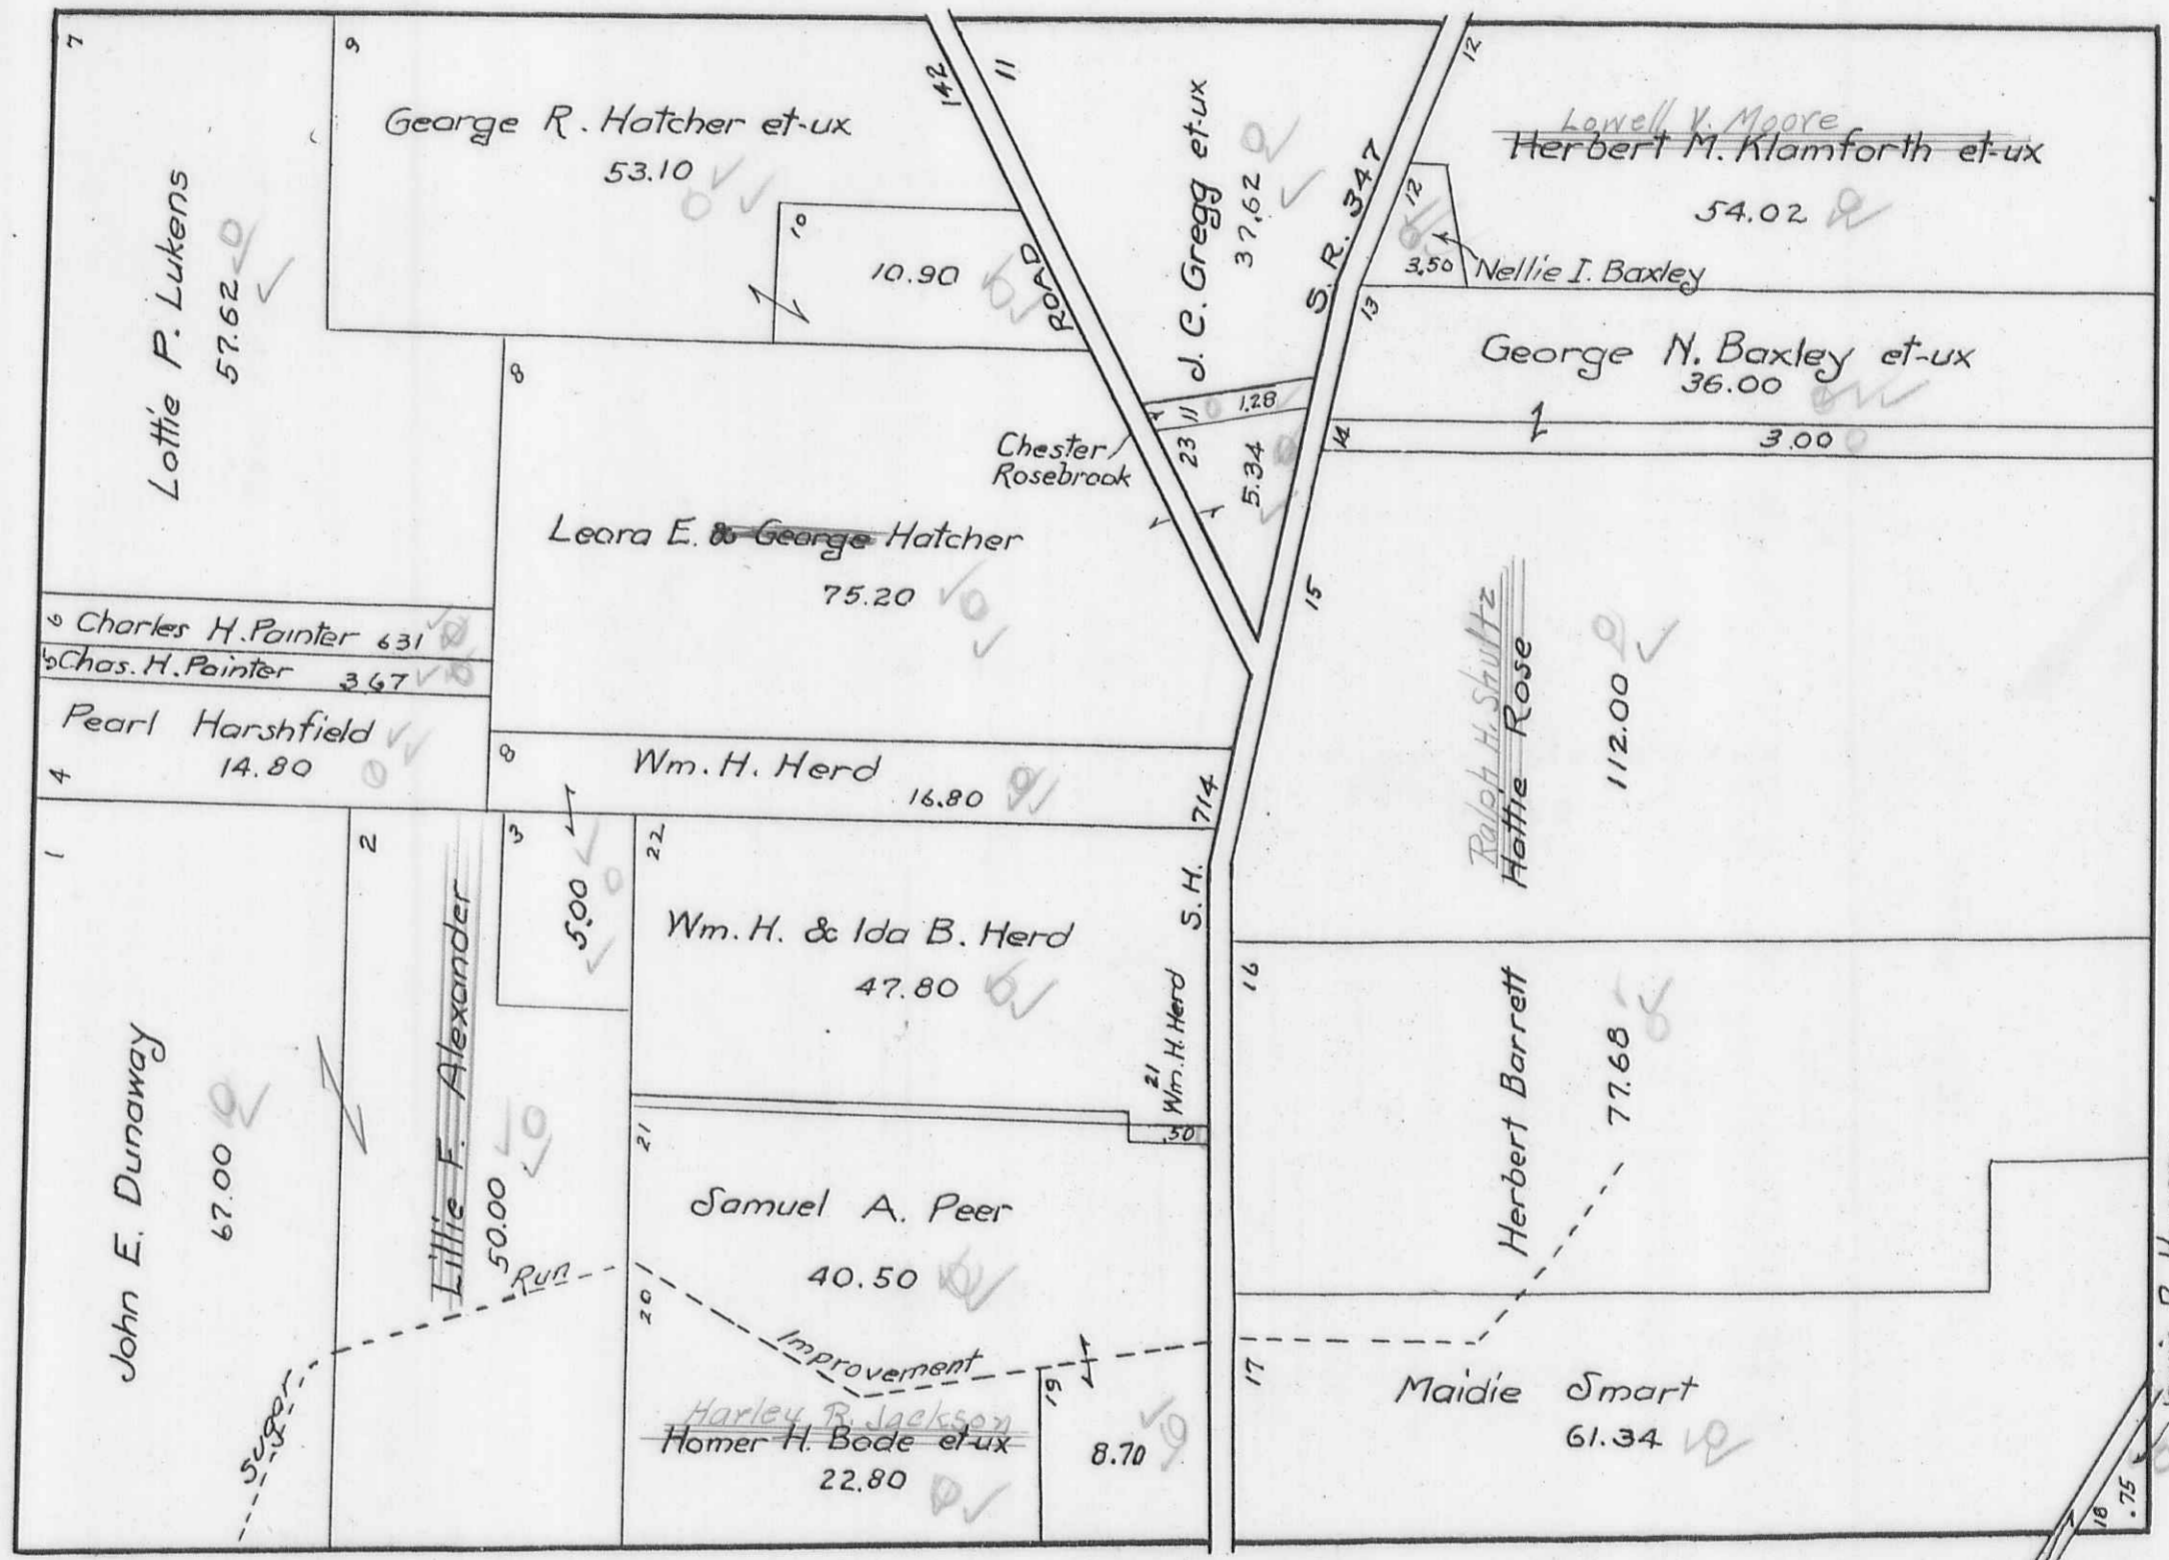 7
9
George R. Hatcher et-ux
53.10
10
10.90
142
ROAD
11
J. C. Gregg et-ux
37.62
S. R. 347
12
Lowell V. Moore
Herbert M. Klamforth et-ux
54.02
12
3.50
Nellie I. Baxley
13
George N. Baxley et-ux
36.00
14
3.00
Lottie P. Lukens
57.62
8
Leora E. & George Hatcher
75.20
Chester
Rosebrook
11
1.28
23
5.34
15
Ralph H. Shultz
Hattie Rose
112.00
6 Charles H. Painter 631
5 Chas. H. Painter 367
Pearl Harshfield
14.80
4
8
Wm. H. Herd
16.80
S. H. 714
1
John E. Dunaway
67.00
2
Lillie F. Alexander
50.00
3
5.00
22
Wm. H. & Ida B. Herd
47.80
21
Wm. H. Herd
.50
16
Herbert Barrett
77.68
21
Samuel A. Peer
40.50
Sugar
Run
Improvement
20
Harley R. Jackson
Homer H. Bode et-ux
22.80
19
8.70
17
Maidie Smart
61.34
18
.75